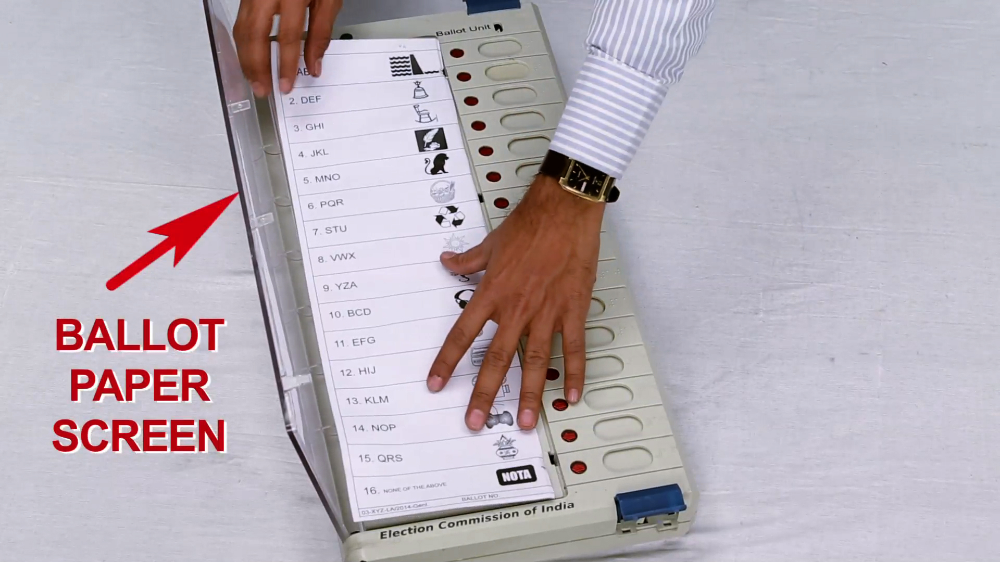 Ballot Unit
AB
2. DEF
3. GHI
4. JKL
5. MNO
6. PQR
7. STU
8. VWX
9. YZA
10. BCD
11. EFG
12. HIJ
13. KLM
14. NOP
15. QRS
16. NONE OF THE ABOVE
NOTA
03-XYZ-LA/2014-Genl. BALLOT NO
Election Commission of India
BALLOT
PAPER
SCREEN